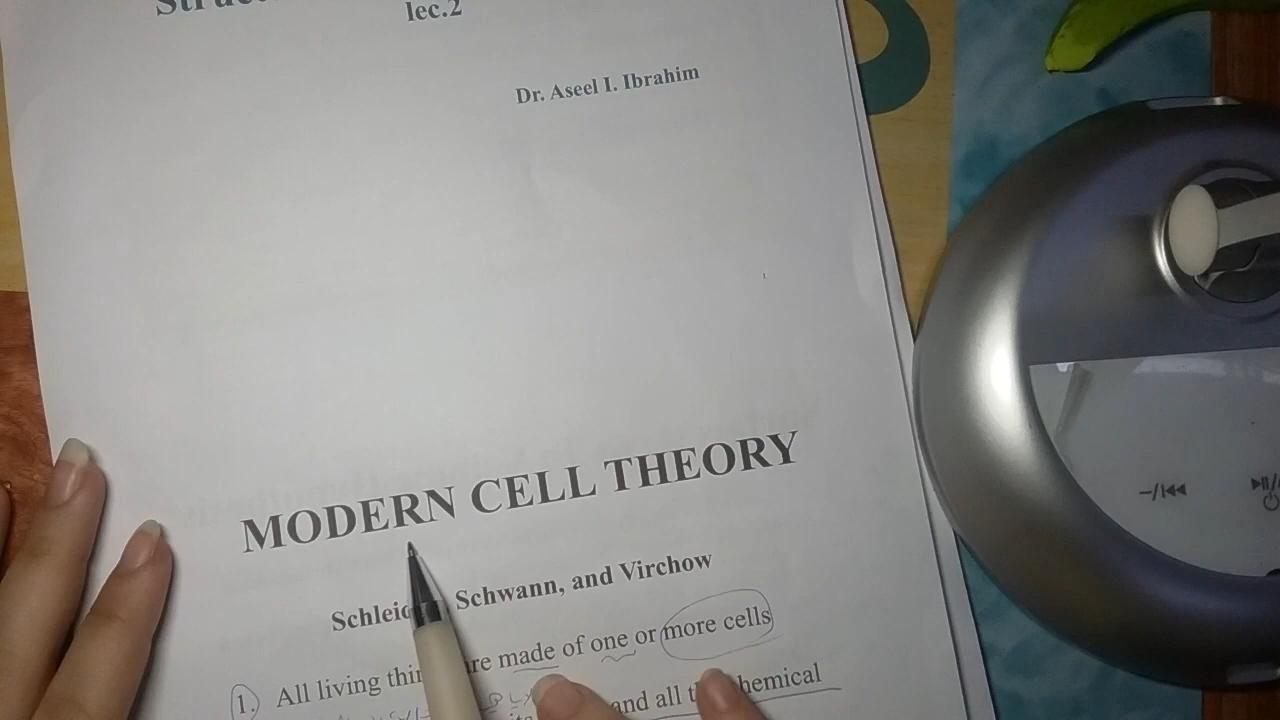 lec.2
Dr. Aseel I. Ibrahim
MODERN CELL THEORY
Schwann, and Virchow
1. All living are made of one or more cells
and all